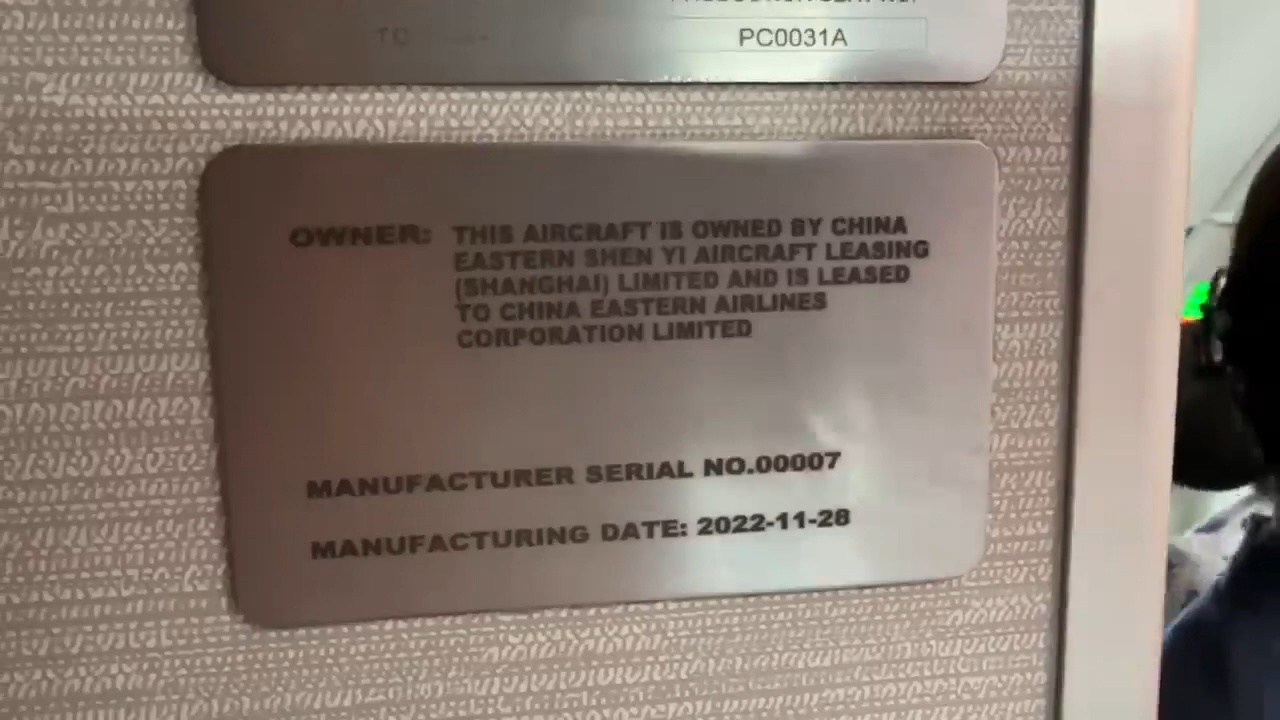 PC0031A
OWNER: THIS AIRCRAFT IS OWNED BY CHINA
EASTERN SHEN YI AIRCRAFT LEASING
(SHANGHAI) LIMITED AND IS LEASED
TO CHINA EASTERN AIRLINES
CORPORATION LIMITED
MANUFACTURER SERIAL NO.00007
MANUFACTURING DATE: 2022-11-28